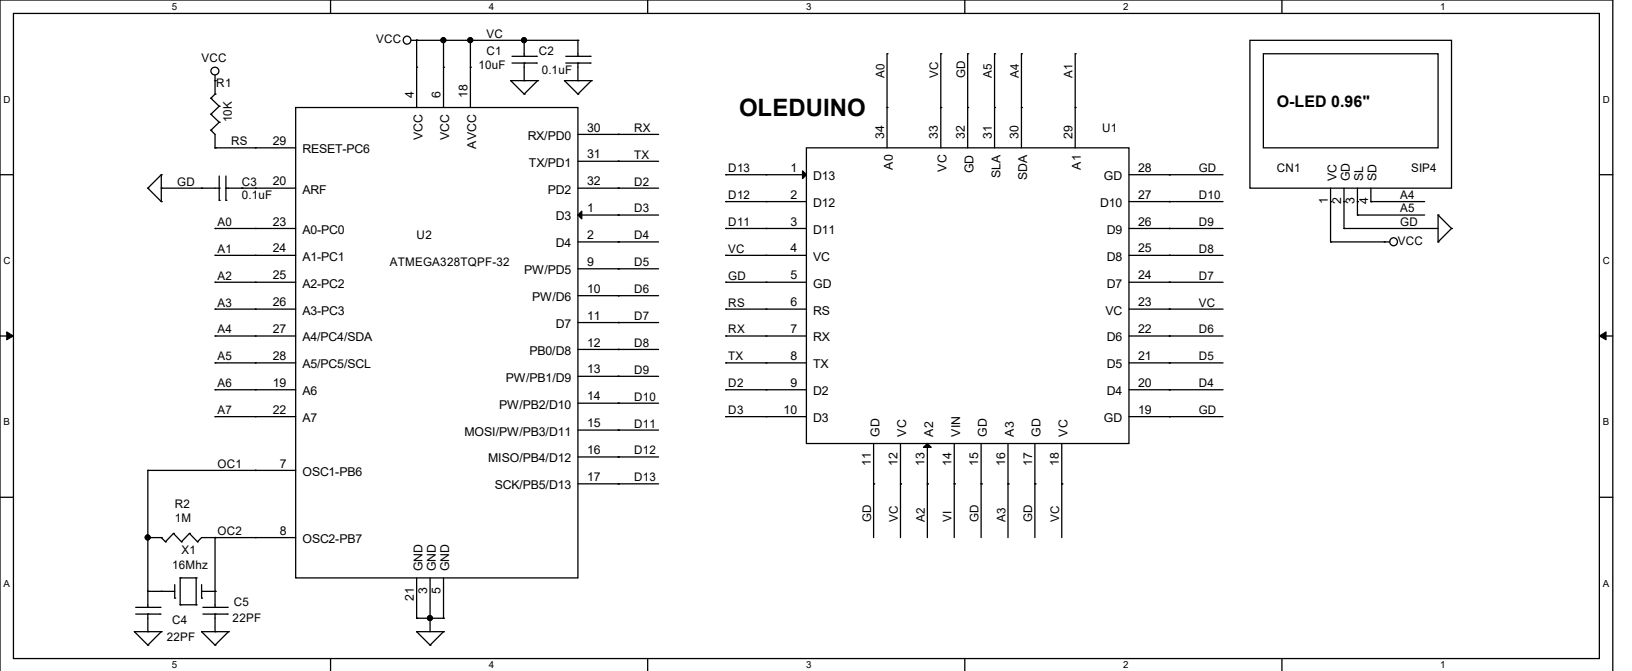 5 4 3 2 1
D
C
B
A
VCC
R1
10K
RS 29 RESET-PC6
GD C3 20 ARF
0.1uF
A0 23 A0-PC0
A1 24 A1-PC1
A2 25 A2-PC2
A3 26 A3-PC3
A4 27 A4/PC4/SDA
A5 28 A5/PC5/SCL
A6 19 A6
A7 22 A7
OC1 7 OSC1-PB6
R2
1M
OC2 8 OSC2-PB7
X1
16Mhz
C4
22PF
C5
22PF
VCC VC
C1
10uF
C2
0.1uF
4 VCC
6 VCC
18 AVCC
U2
ATMEGA328TQPF-32
RX/PD0 30 RX
TX/PD1 31 TX
PD2 32 D2
D3 1 D3
D4 2 D4
PW/PD5 9 D5
PW/D6 10 D6
D7 11 D7
PB0/D8 12 D8
PW/PB1/D9 13 D9
PW/PB2/D10 14 D10
MOSI/PW/PB3/D11 15 D11
MISO/PB4/D12 16 D12
SCK/PB5/D13 17 D13
GND 21
GND 3
GND 5
OLEDUINO
U1
A0 34 A0
VC 33 VC
GD 32 GD
A5 31 SLA
A4 30 SDA
A1 29 A1
D13 1 D13
D12 2 D12
D11 3 D11
VC 4 VC
GD 5 GD
RS 6 RS
RX 7 RX
TX 8 TX
D2 9 D2
D3 10 D3
GD 11 GD
VC 12 VC
A2 13 A2
VIN 14 VI
GD 15 GD
A3 16 A3
GD 17 GD
VC 18 VC
GD 28 GD
D10 27 D10
D9 26 D9
D8 25 D8
D7 24 D7
VC 23 VC
D6 22 D6
D5 21 D5
D4 20 D4
GD 19 GD
O-LED 0.96"
CN1 VC GD SL SD SIP4
1 2 3 4
A4
A5
GD
VCC
D
C
B
A
5 4 3 2 1